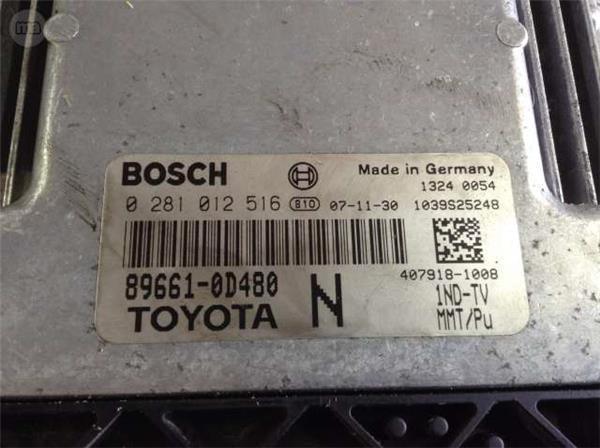 BOSCH
Made in Germany
1324 0054
0 281 012 516 B10 07-11-30 1039S25248
407918-1008
89661-0D480
1ND-TV
TOYOTA N
MMT/Pu